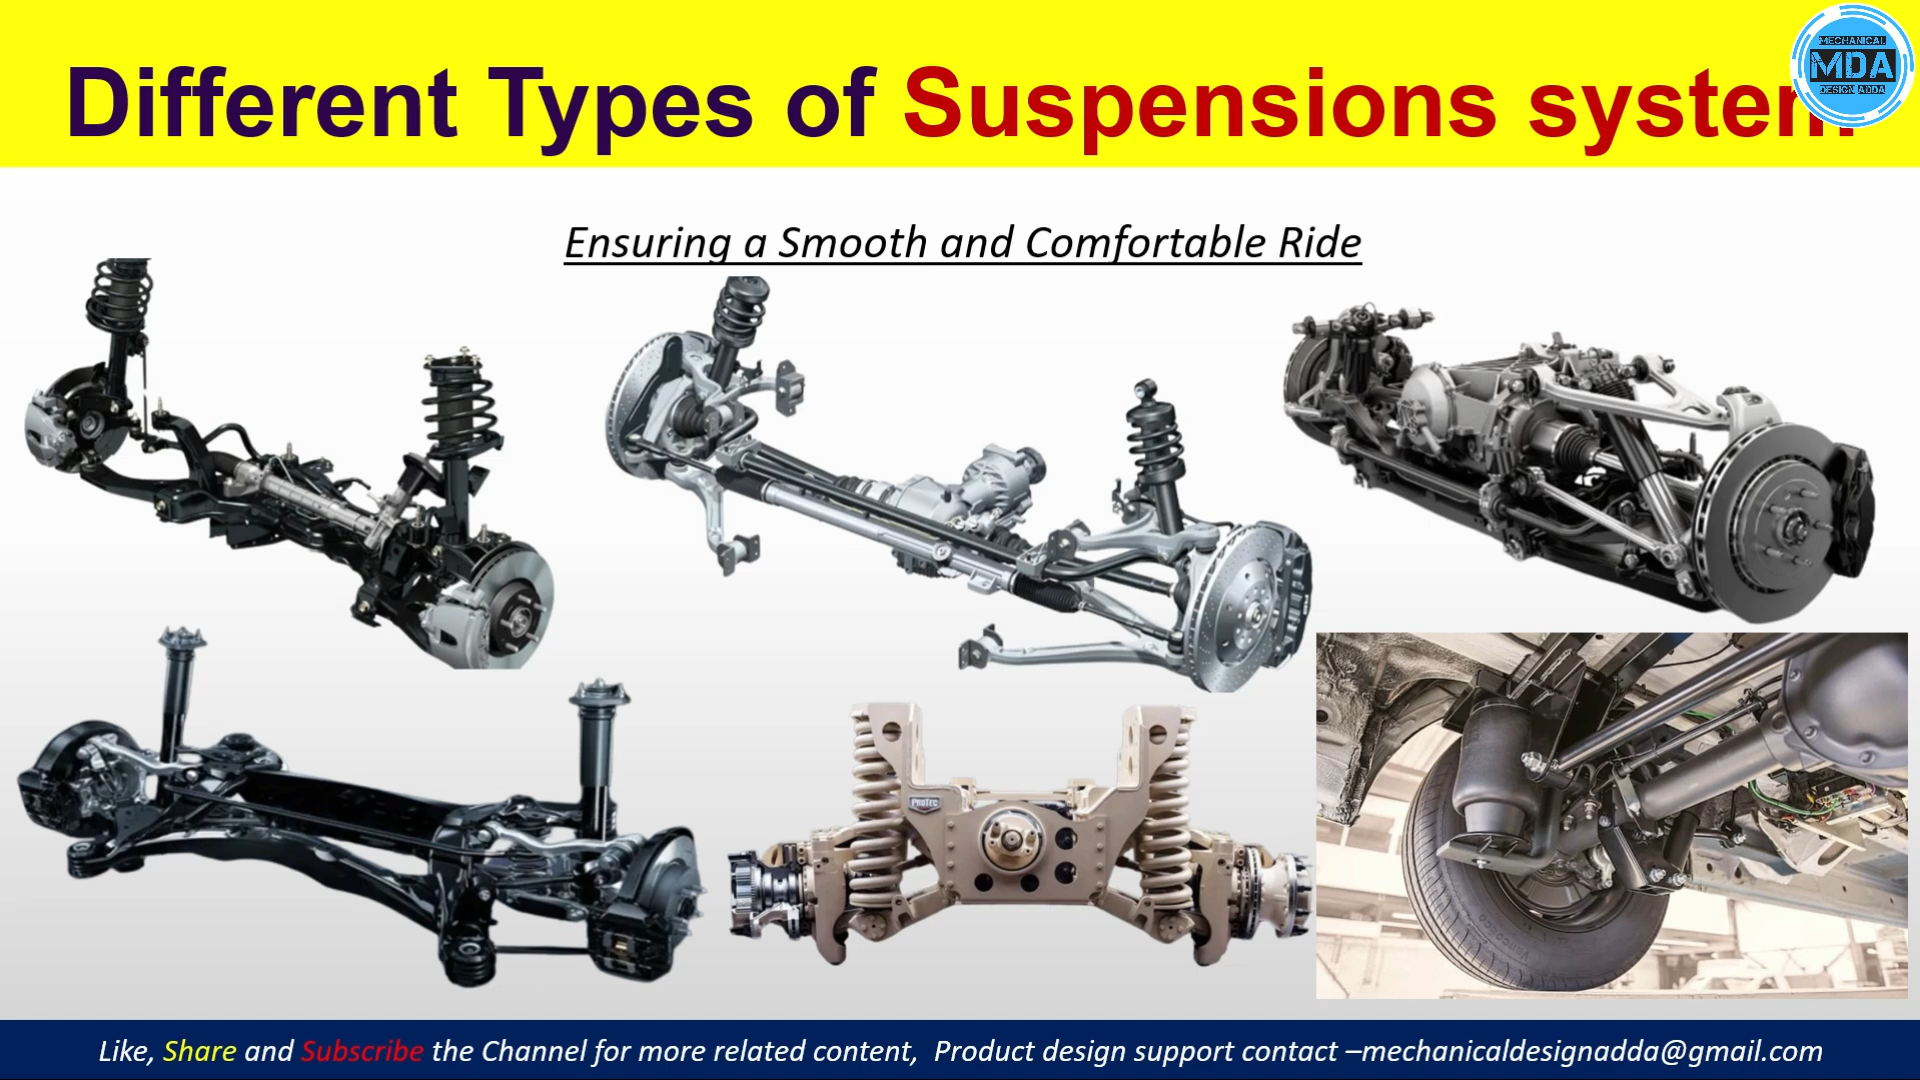 Different Types of Suspensions system
MECHANICAL
MDA
DESIGN ADDA
Ensuring a Smooth and Comfortable Ride
PROTEC
Like, Share and Subscribe the Channel for more related content, Product design support contact –mechanicaldesignadda@gmail.com